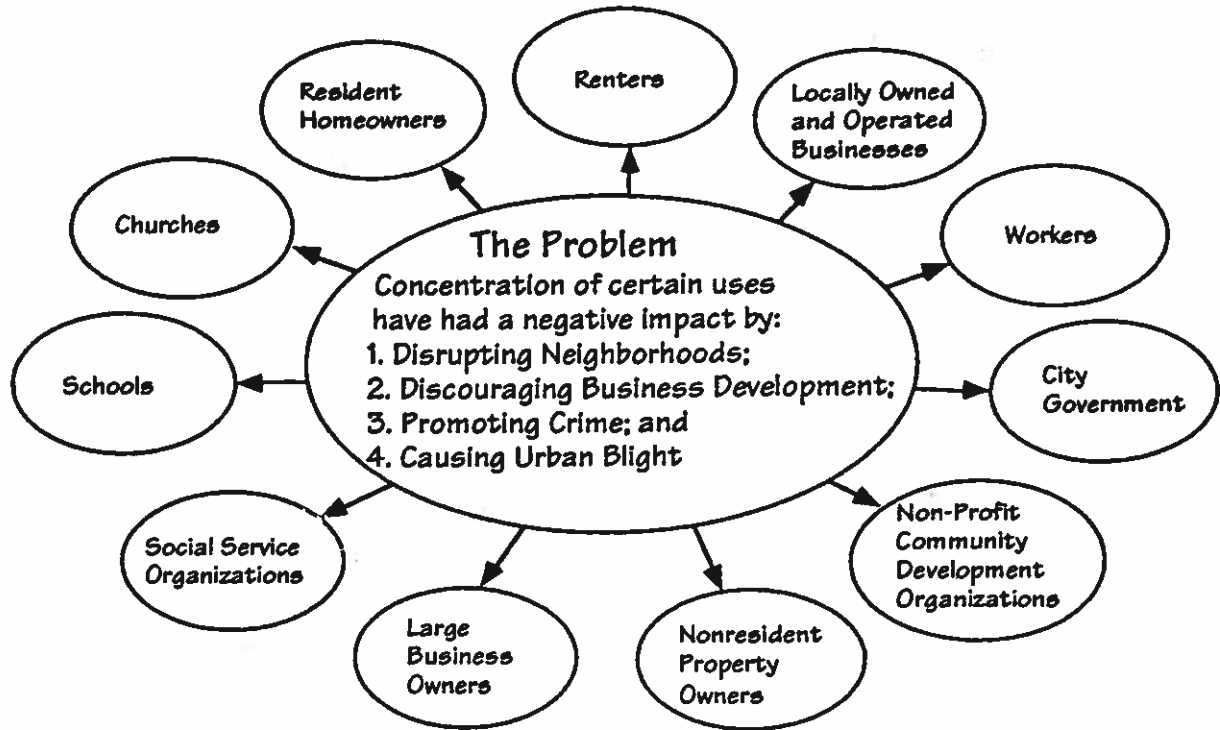 Renters
Resident
Homeowners
Locally Owned
and Operated
Businesses
Churches
Workers
The Problem
Concentration of certain uses
have had a negative impact by:
1. Disrupting Neighborhoods;
2. Discouraging Business Development;
3. Promoting Crime; and
4. Causing Urban Blight
Schools
City
Government
Social Service
Organizations
Non-Profit
Community
Development
Organizations
Large
Business
Owners
Nonresident
Property
Owners